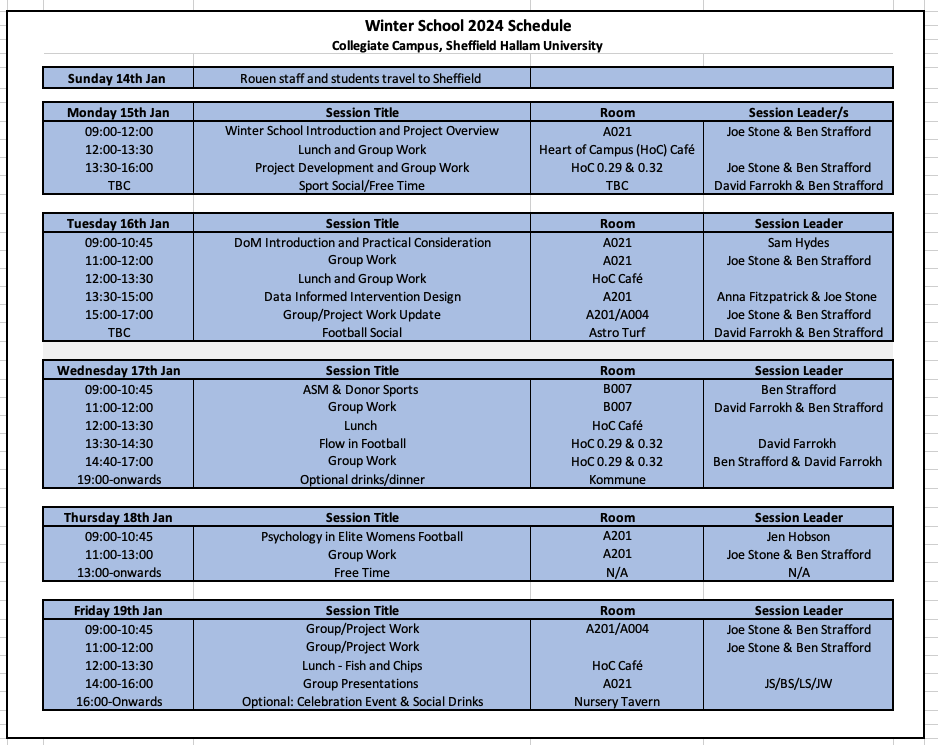 Winter School 2024 Schedule
Collegiate Campus, Sheffield Hallam University
Sunday 14th Jan Rouen staff and students travel to Sheffield
Monday 15th Jan Session Title Room Session Leader/s
09:00-12:00 Winter School Introduction and Project Overview A021 Joe Stone & Ben Strafford
12:00-13:30 Lunch and Group Work Heart of Campus (HoC) Café
13:30-16:00 Project Development and Group Work HoC 0.29 & 0.32 Joe Stone & Ben Strafford
TBC Sport Social/Free Time TBC David Farrokh & Ben Strafford
Tuesday 16th Jan Session Title Room Session Leader
09:00-10:45 DoM Introduction and Practical Consideration A021 Sam Hydes
11:00-12:00 Group Work A021 Joe Stone & Ben Strafford
12:00-13:30 Lunch and Group Work HoC Café
13:30-15:00 Data Informed Intervention Design A201 Anna Fitzpatrick & Joe Stone
15:00-17:00 Group/Project Work Update A201/A004 Joe Stone & Ben Strafford
TBC Football Social Astro Turf David Farrokh & Ben Strafford
Wednesday 17th Jan Session Title Room Session Leader
09:00-10:45 ASM & Donor Sports B007 Ben Strafford
11:00-12:00 Group Work B007 David Farrokh & Ben Strafford
12:00-13:30 Lunch HoC Café
13:30-14:30 Flow in Football HoC 0.29 & 0.32 David Farrokh
14:40-17:00 Group Work HoC 0.29 & 0.32 Ben Strafford & David Farrokh
19:00-onwards Optional drinks/dinner Kommune
Thursday 18th Jan Session Title Room Session Leader
09:00-10:45 Psychology in Elite Womens Football A201 Jen Hobson
11:00-13:00 Group Work A201 Joe Stone & Ben Strafford
13:00-onwards Free Time N/A N/A
Friday 19th Jan Session Title Room Session Leader
09:00-10:45 Group/Project Work A201/A004 Joe Stone & Ben Strafford
11:00-12:00 Group/Project Work Joe Stone & Ben Strafford
12:00-13:30 Lunch - Fish and Chips HoC Café
14:00-16:00 Group Presentations A021 JS/BS/LS/JW
16:00-Onwards Optional: Celebration Event & Social Drinks Nursery Tavern